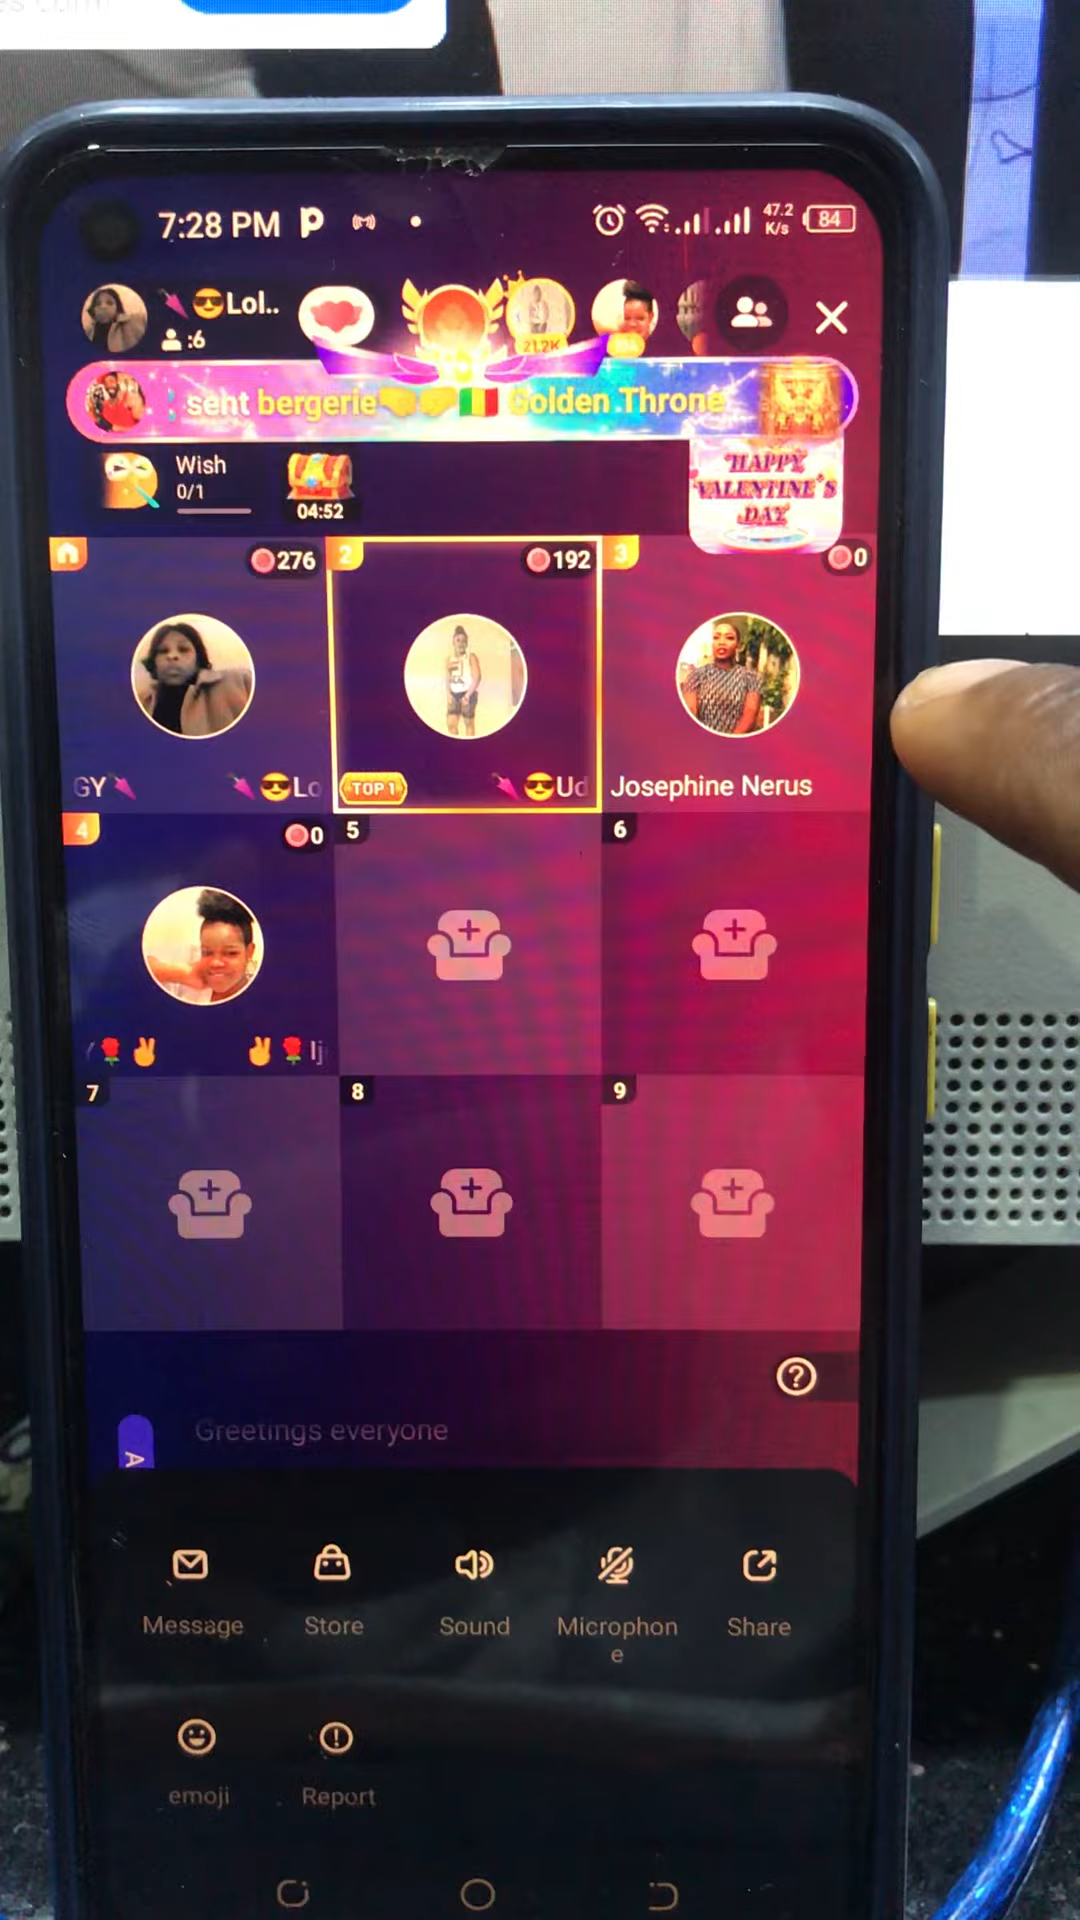 7:28 PM
47.2
K/s
84
Lol..
:6
21.2K
seht bergerie
Golden Throne
Wish
0/1
04:52
HAPPY
VALENTINE'S
DAY
276
2
192
3
0
GY
Lo
TOP 1
Ud
Josephine Nerus
4
0
5
6
Ij
7
8
9
Greetings everyone
A
Message
Store
Sound
Microphon
e
Share
emoji
Report